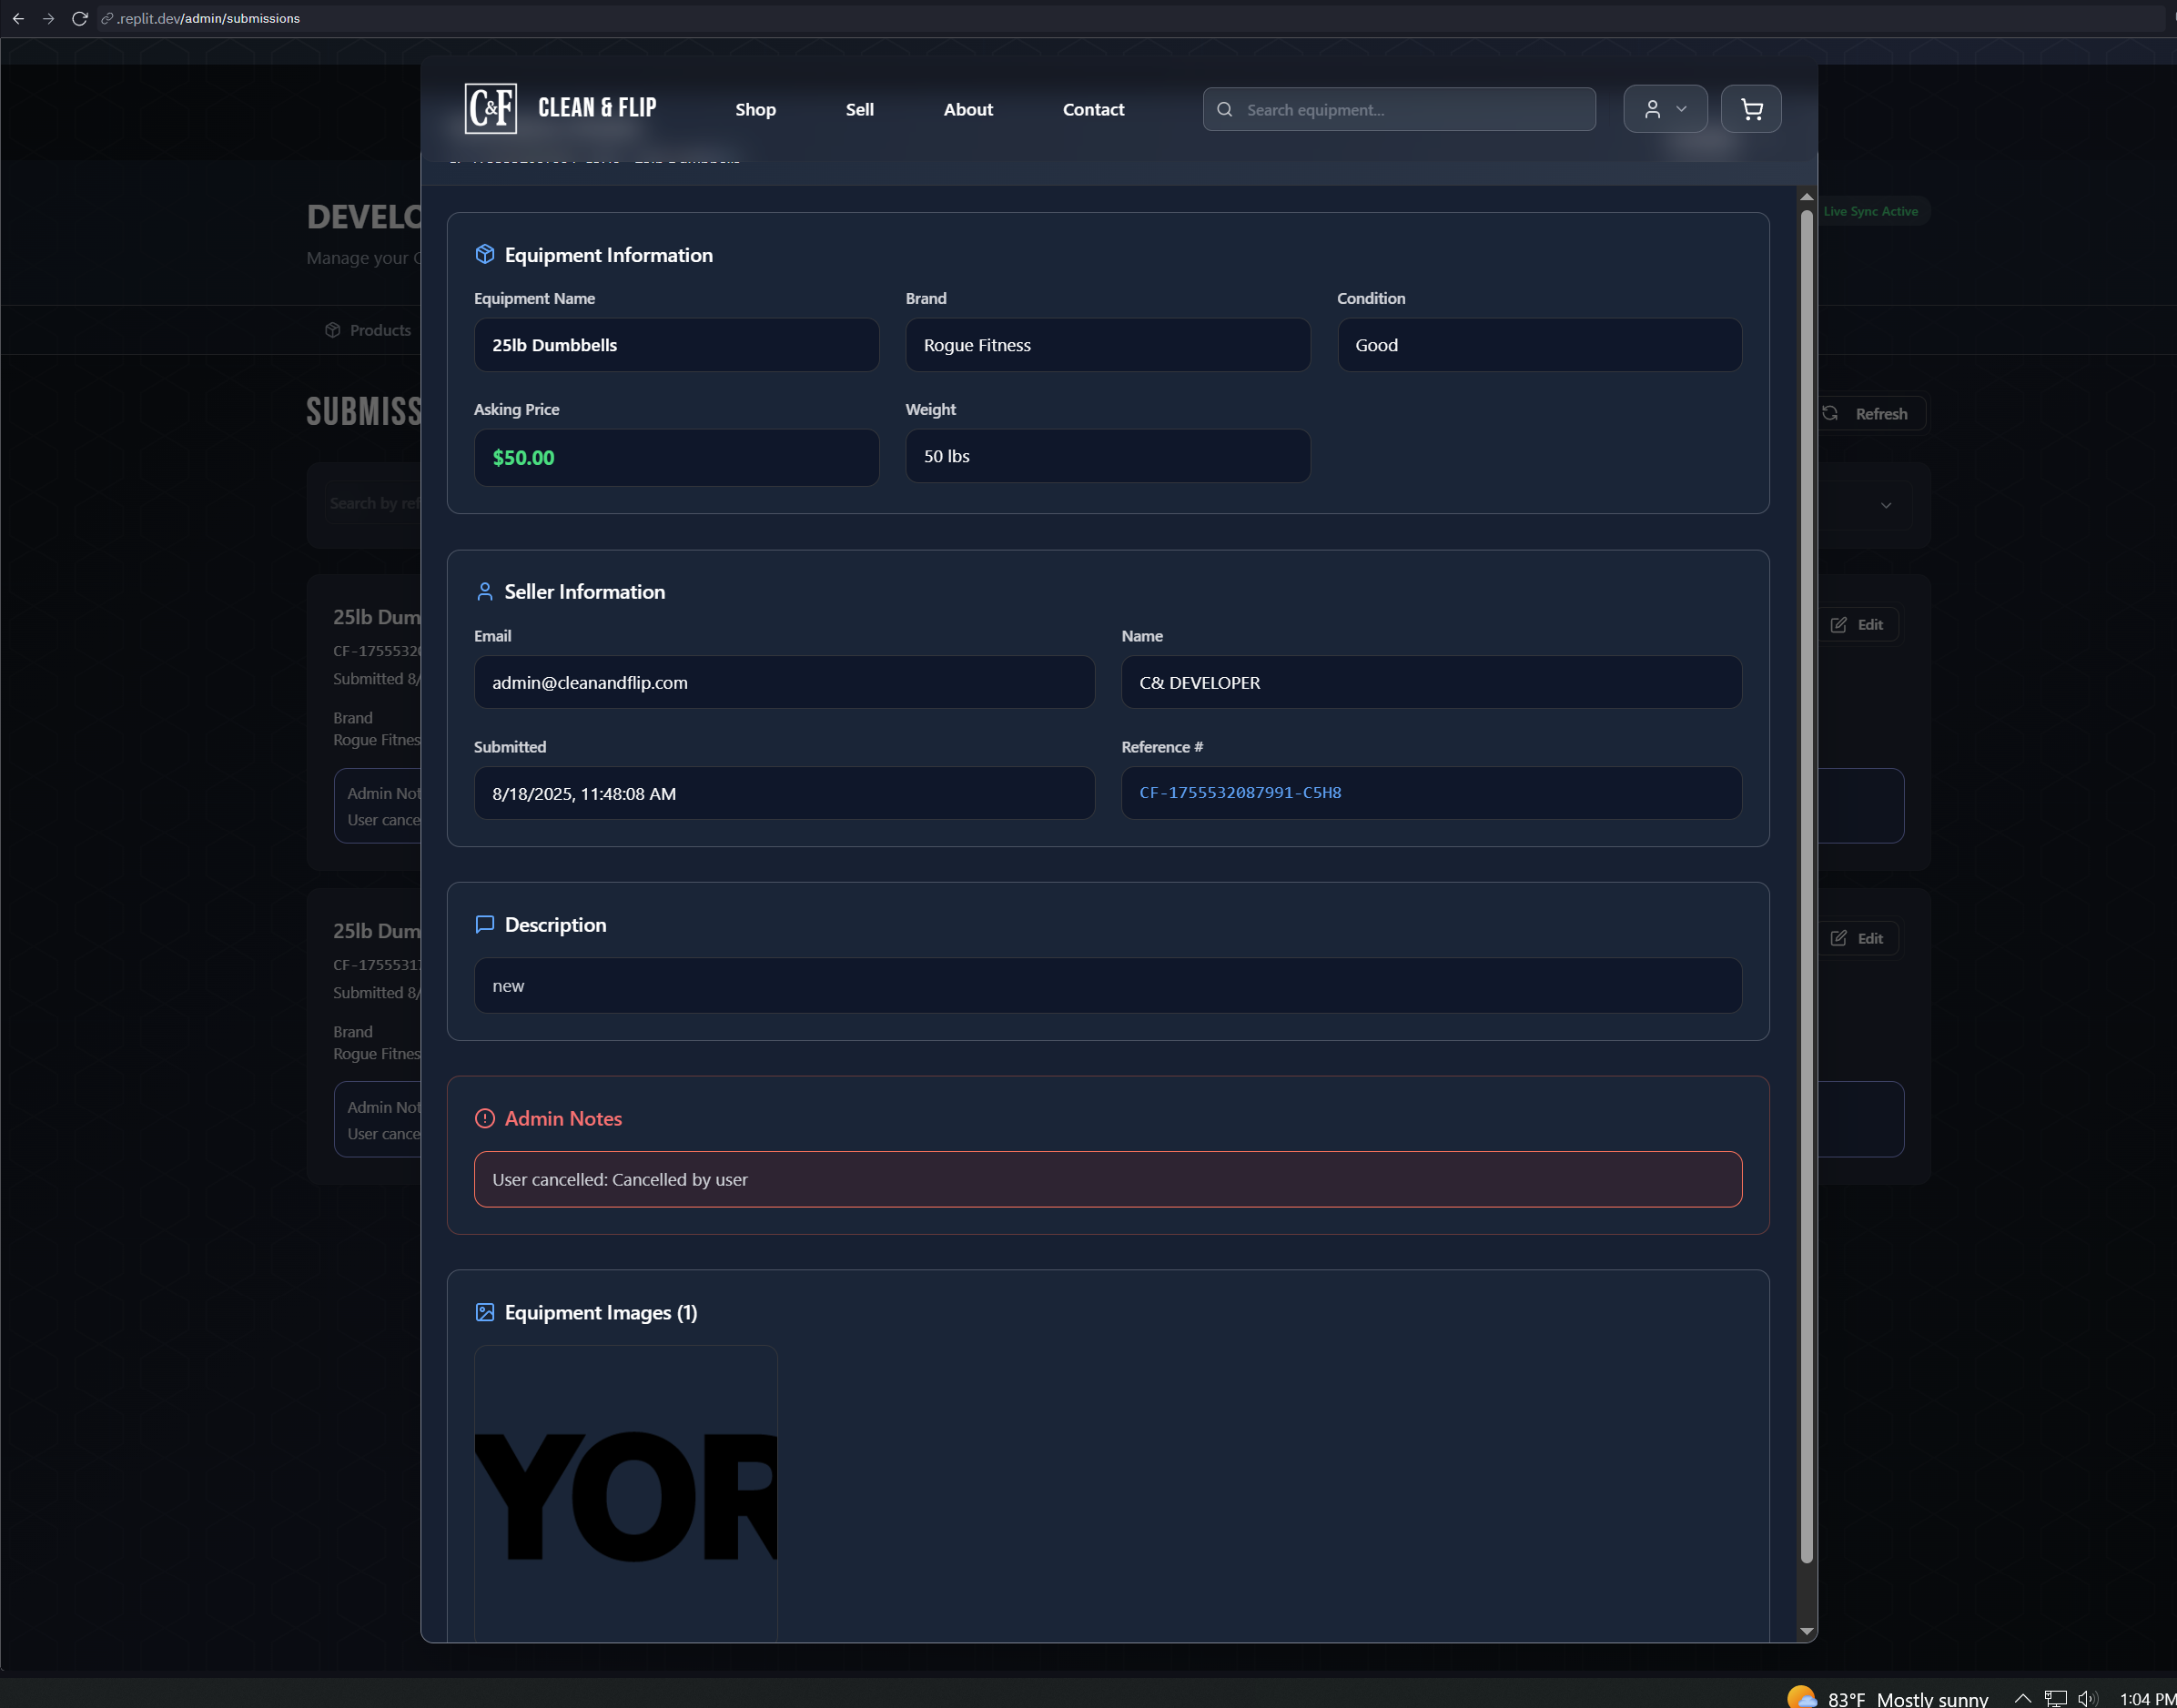 .replit.dev/admin/submissions
C&F
CLEAN & FLIP
Shop
Sell
About
Contact
Search equipment...
DEVELO
Manage your
Live Sync Active
Products
SUBMISS
Refresh
Search by ref
Equipment Information
Equipment Name
Brand
Condition
25lb Dumbbells
Rogue Fitness
Good
Asking Price
Weight
$50.00
50 lbs
Seller Information
Email
Name
admin@cleanandflip.com
C& DEVELOPER
Submitted
Reference #
8/18/2025, 11:48:08 AM
CF-1755532087991-C5H8
Description
new
Admin Notes
User cancelled: Cancelled by user
Equipment Images (1)
YOR
25lb Dum
CF-1755532
Submitted 8/
Brand
Rogue Fitnes
Admin Not
User cance
Edit
25lb Dum
CF-1755531
Submitted 8/
Brand
Rogue Fitnes
Admin Not
User cance
Edit
83°F Mostly sunny
1:04 PM